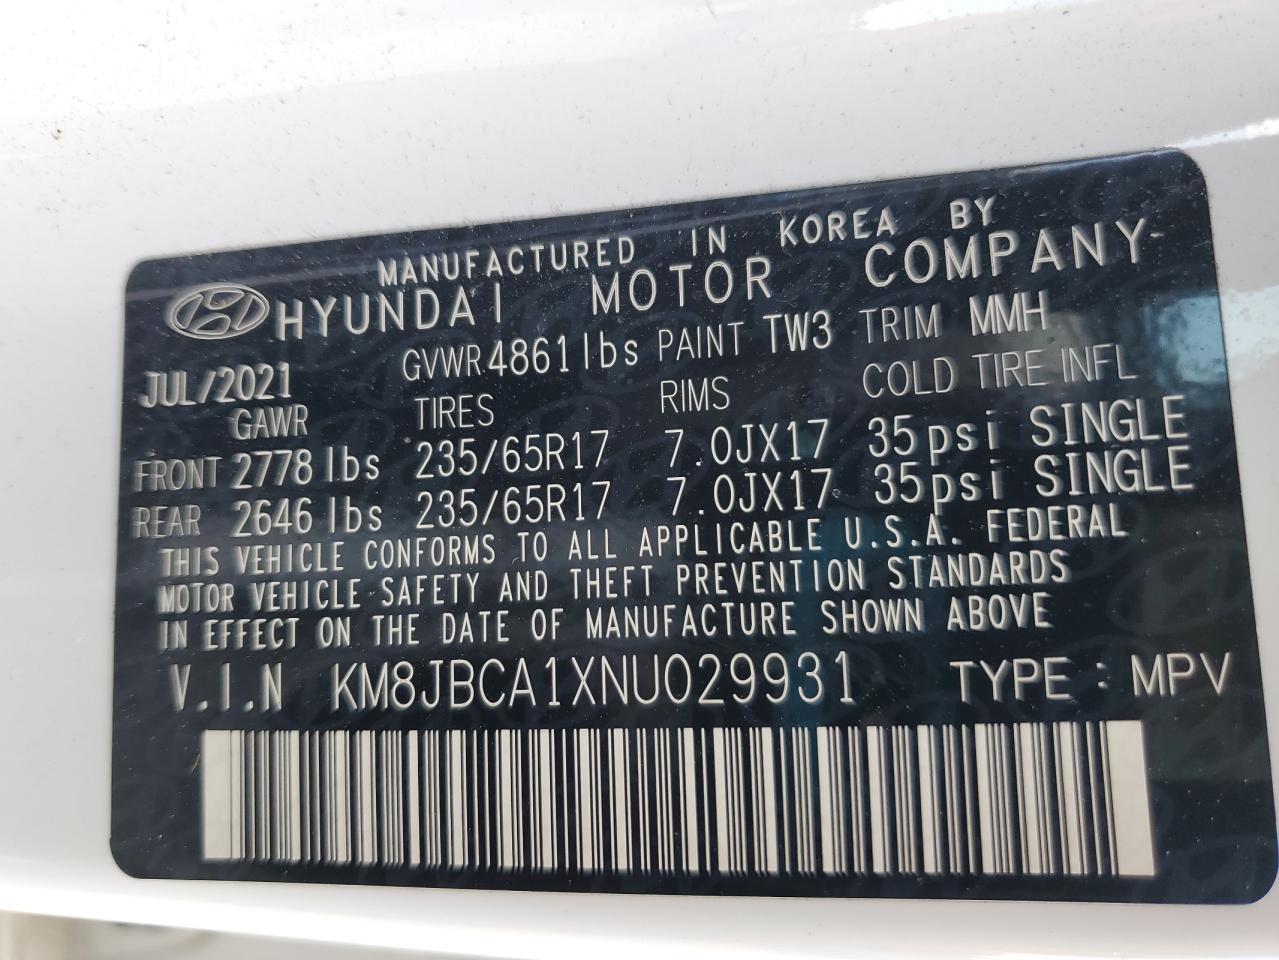 MANUFACTURED IN KOREA BY
HYUNDAI MOTOR COMPANY
JUL/2021 GVWR 4861 lbs PAINT TW3 TRIM MMH
GAWR TIRES RIMS COLD TIRE INFL
FRONT 2778 lbs 235/65R17 7.0JX17 35psi SINGLE
REAR 2646 lbs 235/65R17 7.0JX17 35psi SINGLE
THIS VEHICLE CONFORMS TO ALL APPLICABLE U.S.A. FEDERAL
MOTOR VEHICLE SAFETY AND THEFT PREVENTION STANDARDS
IN EFFECT ON THE DATE OF MANUFACTURE SHOWN ABOVE
V.I.N KM8JBCA1XNU029931 TYPE : MPV